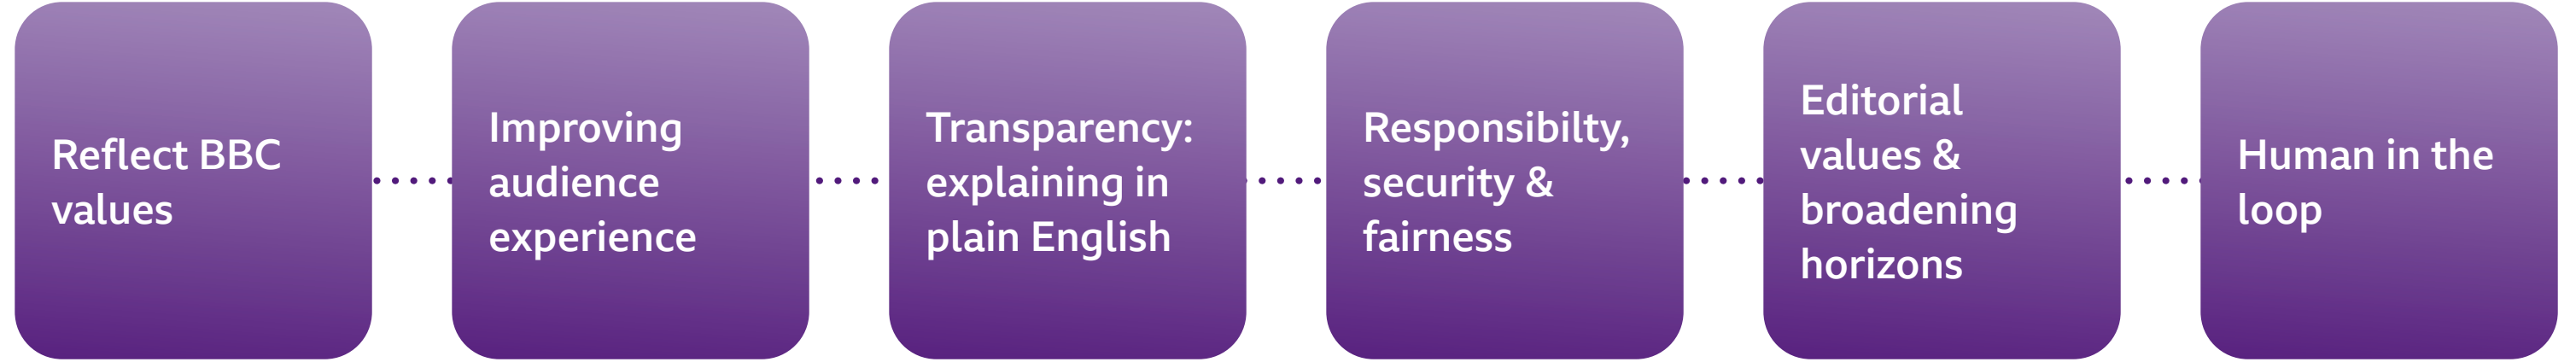 Reflect BBC
values
Improving
audience
experience
Transparency:
explaining in
plain English
Responsibilty,
security &
fairness
Editorial
values &
broadening
horizons
Human in the
loop